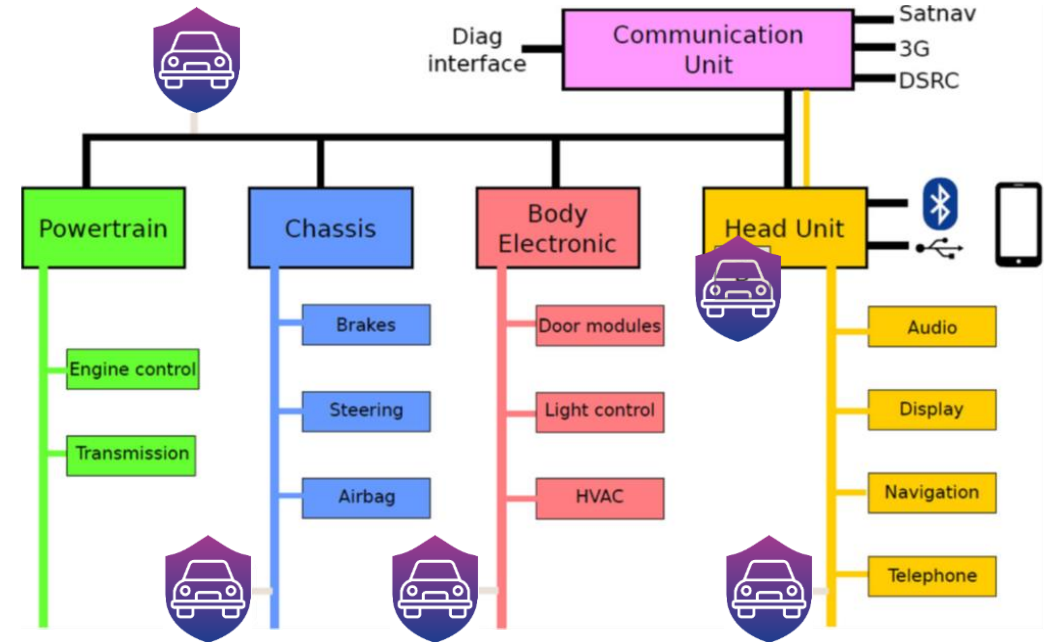 Diag
interface
Communication
Unit
Satnav
3G
DSRC
Powertrain
Chassis
Body
Electronic
Head Unit
Engine control
Transmission
Brakes
Steering
Airbag
Door modules
Light control
HVAC
Audio
Display
Navigation
Telephone